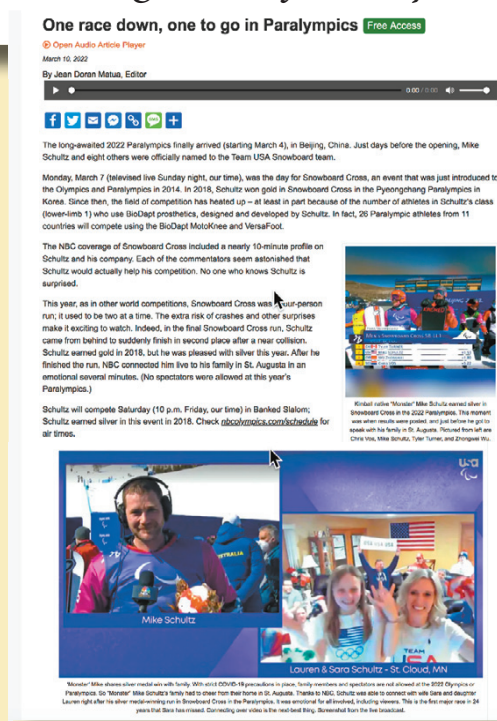 One race down, one to go in Paralympics Free Access
Open Audio Article Player
March 10, 2022
By Jean Doran Matua, Editor
0:00 / 0:00
The long-awaited 2022 Paralympics finally arrived (starting March 4), in Beijing, China. Just days before the opening, Mike
Schultz and eight others were officially named to the Team USA Snowboard team.
Monday, March 7 (televised live Sunday night, our time), was the day for Snowboard Cross, an event that was just introduced to
the Olympics and Paralympics in 2014. In 2018, Schultz won gold in Snowboard Cross in the Pyeongchang Paralympics in
Korea. Since then, the field of competition has heated up – at least in part because of the number of athletes in Schultz's class
(lower-limb 1) who use BioDapt prosthetics, designed and developed by Schultz. In fact, 26 Paralympic athletes from 11
countries will compete using the BioDapt MotoKnee and VersaFoot.
The NBC coverage of Snowboard Cross included a nearly 10-minute profile on
Schultz and his company. Each of the commentators seem astonished that
Schultz would actually help his competition. No one who knows Schultz is
surprised.
This year, as in other world competitions, Snowboard Cross was four-person
run; it used to be two at a time. The extra risk of crashes and other surprises
make it exciting to watch. Indeed, in the final Snowboard Cross run, Schultz
came from behind to suddenly finish in second place after a near collision.
Schultz earned gold in 2018, but he was pleased with silver this year. After he
finished the run, NBC connected him live to his family in St. Augusta in an
emotional several minutes. (No spectators were allowed at this year's
Paralympics.)
Schultz will compete Saturday (10 p.m. Friday, our time) in Banked Slalom;
Schultz earned silver in this event in 2018. Check nbcolympics.com/schedule for
air times.
Men's Snowboard Cross SB-LL1
Kimball native "Monster" Mike Schultz earned silver in
Snowboard Cross in the 2022 Paralympics. This moment
was when results were posted, and just before he got to
speak with his family in St. Augusta. Pictured from left are
Chris Vos, Mike Schultz, Tyler Turner, and Zhongwei Wu.
USA
AUSTRALIA
USA USA USA
TEAM
USA
Mike Schultz
Lauren & Sara Schultz - St. Cloud, MN
"Monster" Mike shares silver medal win with family. With strict COVID-19 precautions in place, family members and spectators are not allowed at the 2022 Olympics or
Paralympics. So "Monster" Mike Schultz's family had to cheer from their home in St. Augusta. Thanks to NBC, Schultz was able to connect with wife Sara and daughter
Lauren right after his silver medal-winning run in Snowboard Cross in the Paralympics. It was emotional for all involved, including viewers. This is the first major race in 24
years that Sara has missed. Connecting over video is the next-best thing. Screenshot from the live broadcast.